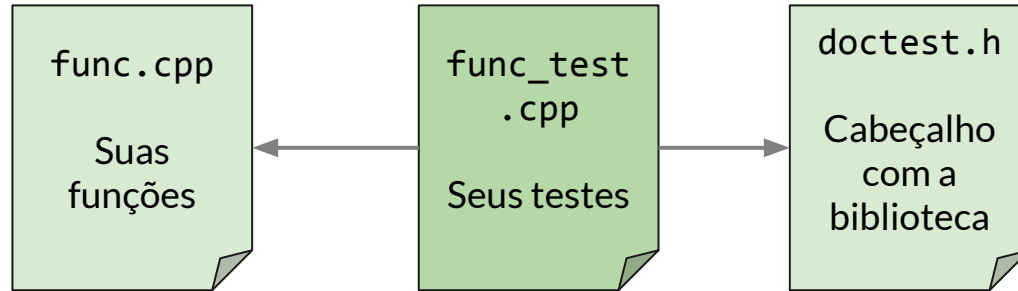 func.cpp
Suas
funções
func_test
.cpp
Seus testes
doctest.h
Cabeçalho
com a
biblioteca